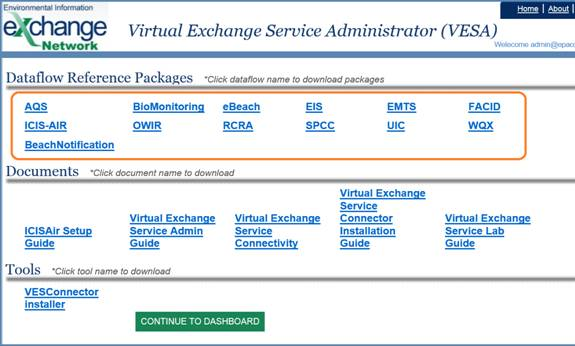 Environmental Information
Home | About |
eXchange
Network
Virtual Exchange Service Administrator (VESA)
Welcome admin@epac
Dataflow Reference Packages *Click dataflow name to download packages
AQS BioMonitoring eBeach EIS EMTS FACID
ICIS-AIR OWIR RCRA SPCC UIC WQX
BeachNotification
Documents *Click document name to download
ICISAir Setup
Guide
Virtual Exchange
Service Admin
Guide
Virtual Exchange
Service
Connectivity
Virtual Exchange
Service
Connector
Installation
Guide
Virtual Exchange
Service Lab
Guide
Tools *Click tool name to download
VESConnector
installer
CONTINUE TO DASHBOARD